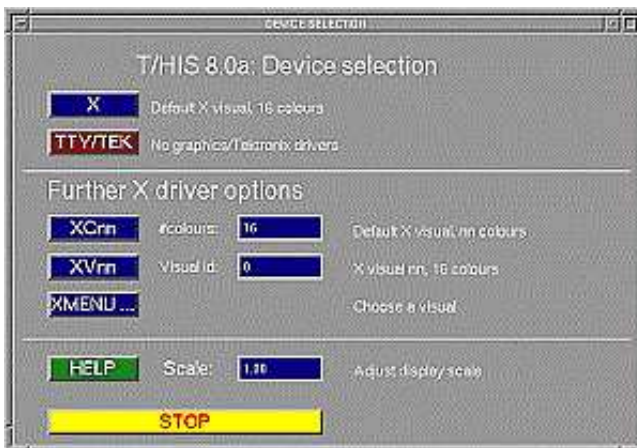 DEVICE SELECTION
T/HIS 8.0a: Device selection
X Default X visual, 16 colours
TTY/TEK No graphics/Tektronix drivers
Further X driver options
XCnn #colours: 16 Default X visual, nn colours
XVnn Visual id: 0 X visual nn, 16 colours
XMENU ... Choose a visual
HELP Scale: 1.00 Adjust display scale
STOP